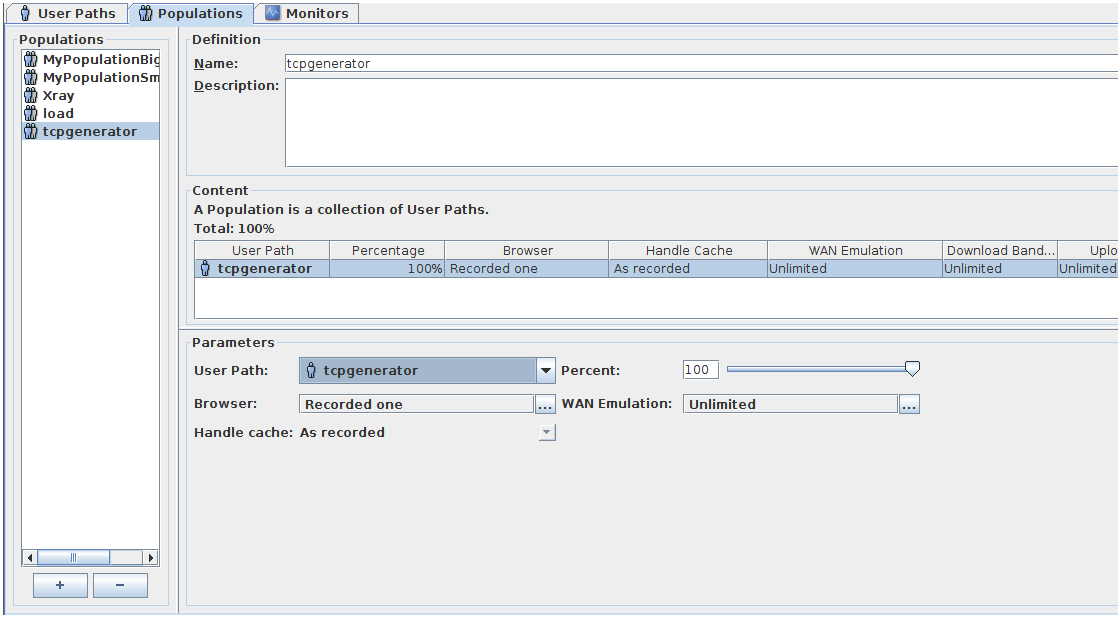 User Paths Populations Monitors
Populations
MyPopulationBig
MyPopulationSm
Xray
load
tcpgenerator
+ −
Definition
Name: tcpgenerator
Description:
Content
A Population is a collection of User Paths.
Total: 100%
User Path Percentage Browser Handle Cache WAN Emulation Download Band... Uplo
tcpgenerator 100% Recorded one As recorded Unlimited Unlimited Unlimited
Parameters
User Path: tcpgenerator Percent: 100
Browser: Recorded one ... WAN Emulation: Unlimited ...
Handle cache: As recorded